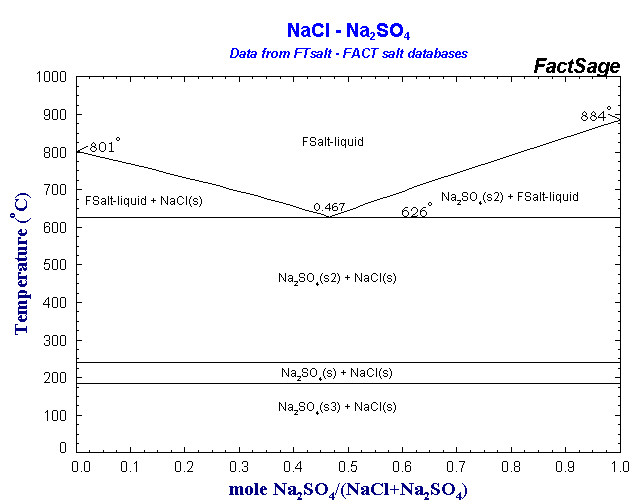 NaCl - Na₂SO₄
Data from FTsalt - FACT salt databases
FactSage
1000
900
800
700
600
500
400
300
200
100
0
Temperature (°C)
801°
884°
FSalt-liquid
FSalt-liquid + NaCl(s)
0.467
626°
Na₂SO₄(s2) + FSalt-liquid
Na₂SO₄(s2) + NaCl(s)
Na₂SO₄(s) + NaCl(s)
Na₂SO₄(s3) + NaCl(s)
0.0 0.1 0.2 0.3 0.4 0.5 0.6 0.7 0.8 0.9 1.0
mole Na₂SO₄/(NaCl+Na₂SO₄)